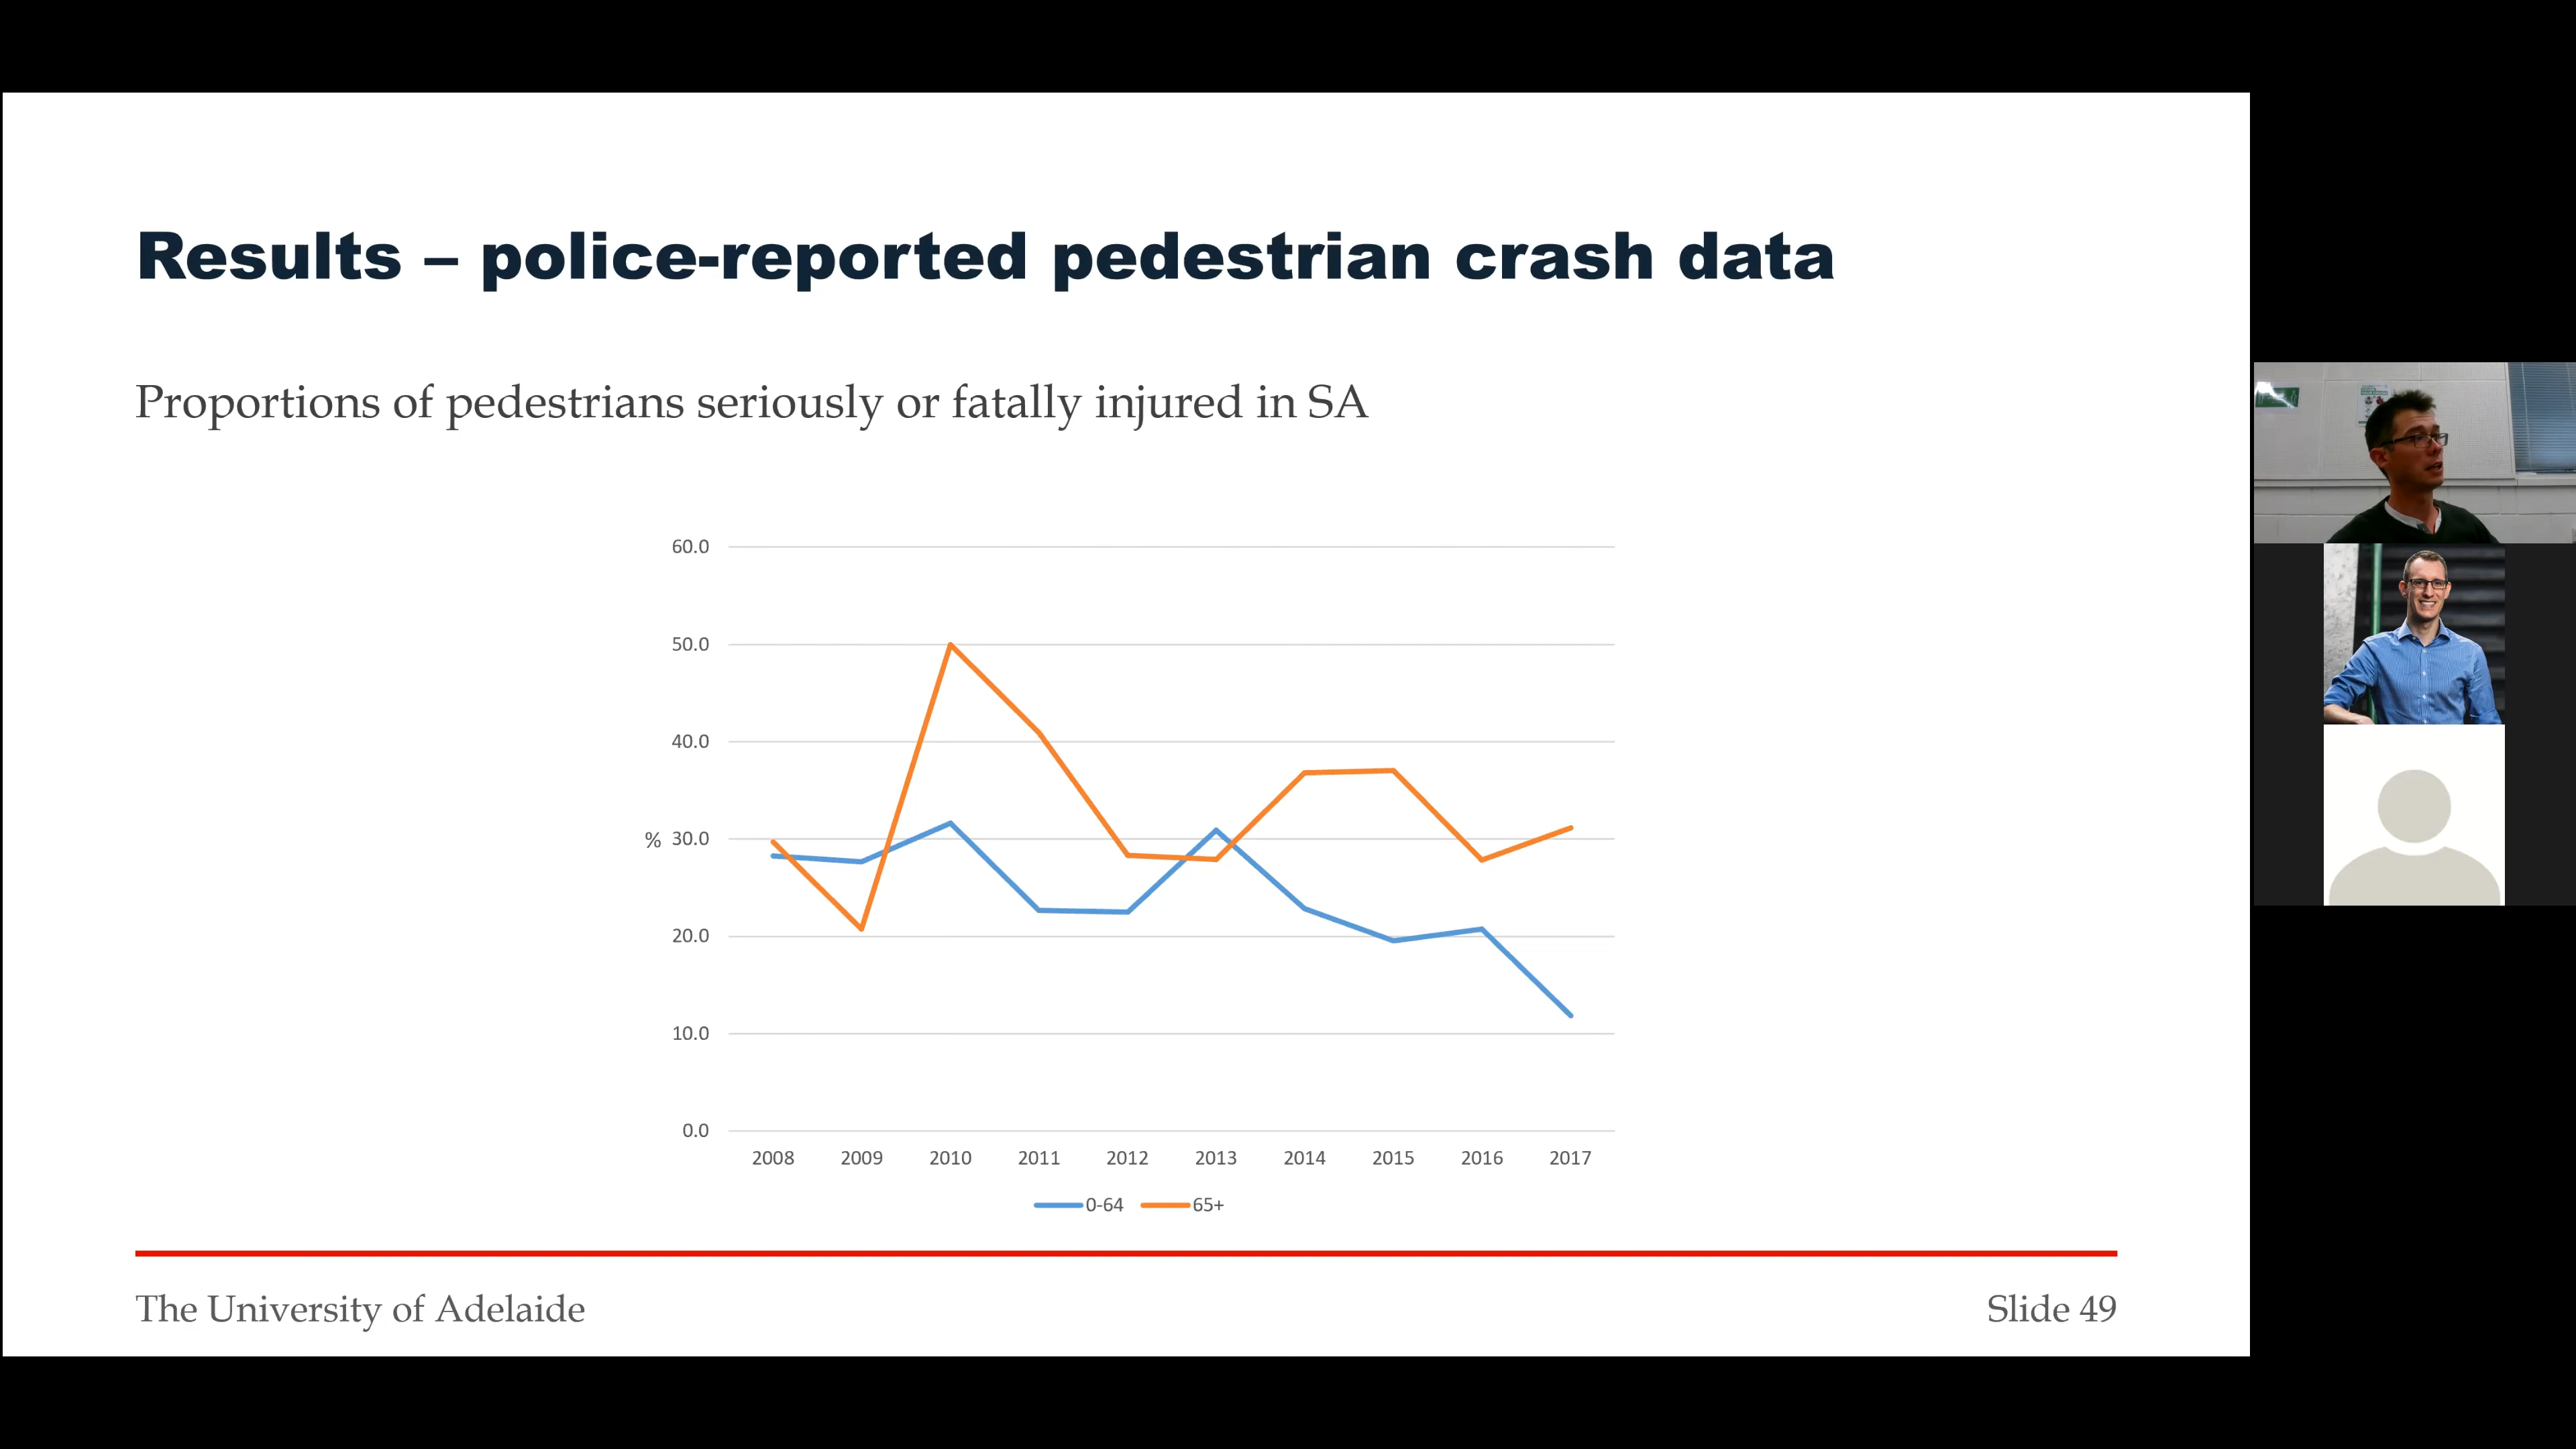 Results – police-reported pedestrian crash data
Proportions of pedestrians seriously or fatally injured in SA
60.0
50.0
40.0
% 30.0
20.0
10.0
0.0
2008 2009 2010 2011 2012 2013 2014 2015 2016 2017
0-64 65+
The University of Adelaide
Slide 49